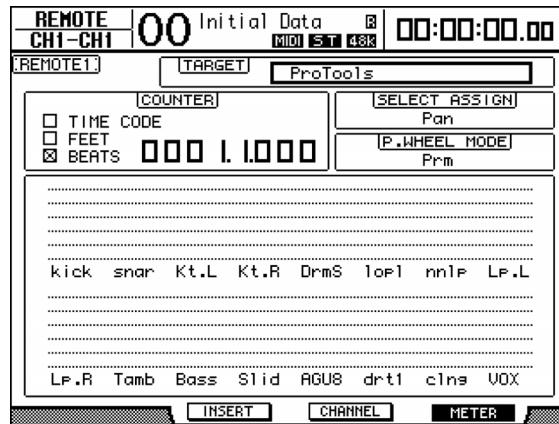 REMOTE
CH1-CH1
00 Initial Data R
MIDI ST 48K
00:00:00.00
REMOTE1
TARGET
ProTools
COUNTER
TIME CODE
FEET
BEATS
0001.1.000
SELECT ASSIGN
Pan
P.WHEEL MODE
Prm
kick snar Kt.L Kt.R DrmS lop1 nnlp Lp.L
Lp.R Tamb Bass Slid AGU8 drt1 clng VOX
INSERT CHANNEL METER